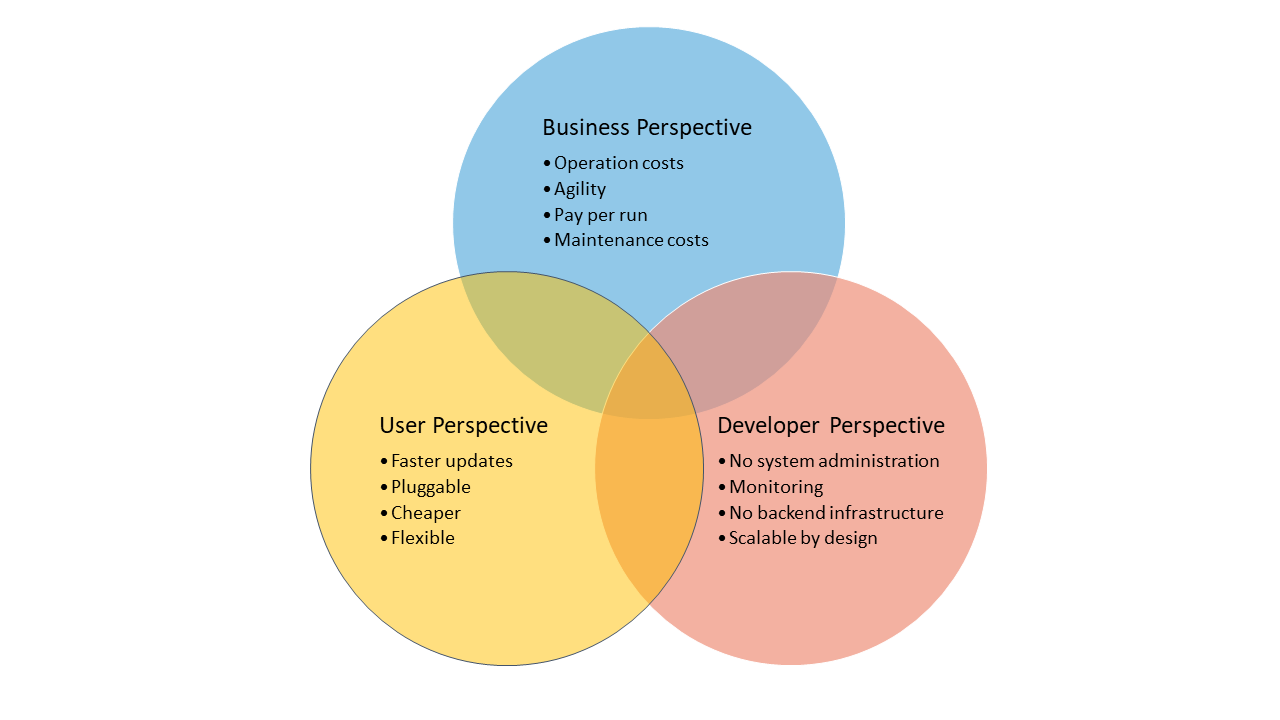 Business Perspective
• Operation costs
• Agility
• Pay per run
• Maintenance costs
User Perspective
• Faster updates
• Pluggable
• Cheaper
• Flexible
Developer Perspective
• No system administration
• Monitoring
• No backend infrastructure
• Scalable by design